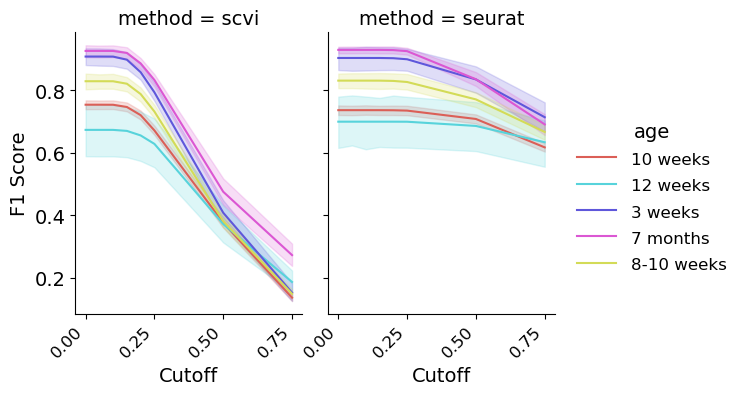 method = scvi
method = seurat
F1 Score
0.8
0.6
0.4
0.2
0.00
0.25
0.50
0.75
0.00
0.25
0.50
0.75
Cutoff
Cutoff
age
10 weeks
12 weeks
3 weeks
7 months
8-10 weeks